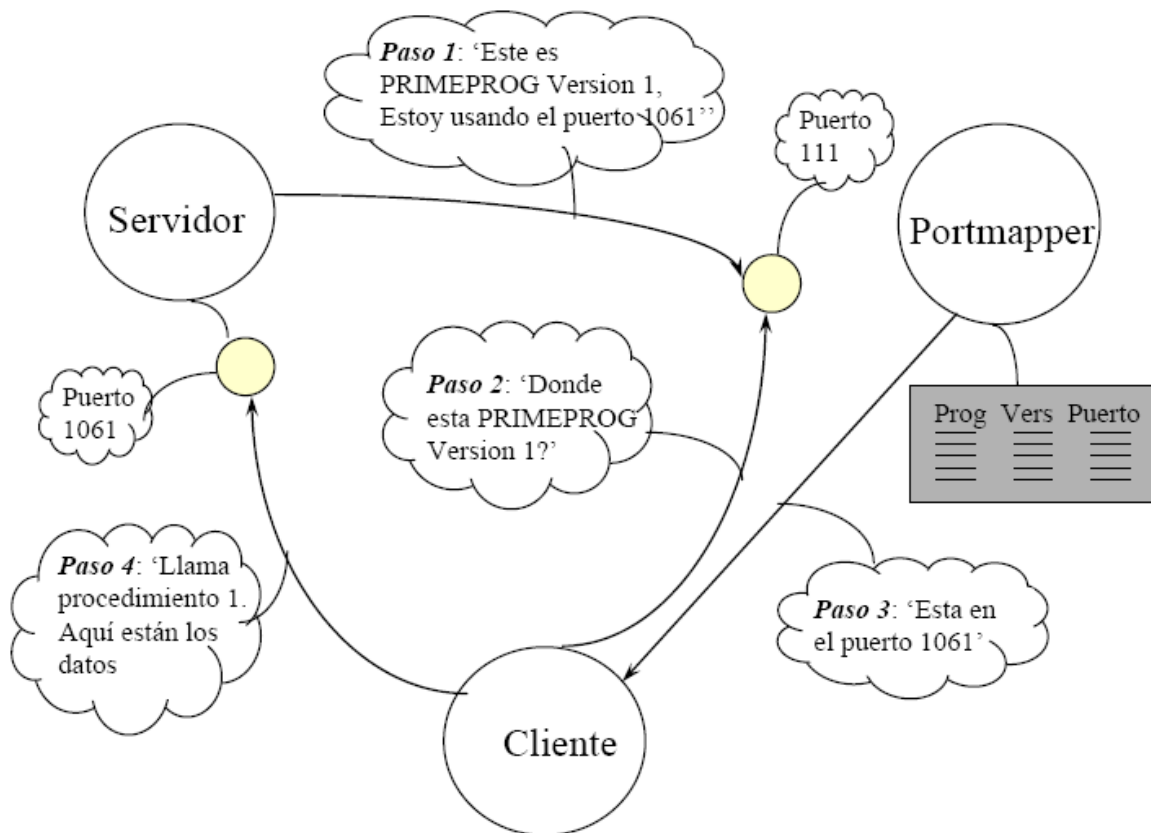 Paso 1: ‘Este es
PRIMEPROG Version 1,
Estoy usando el puerto 1061’’
Puerto
111
Servidor
Portmapper
Puerto
1061
Paso 2: ‘Donde
esta PRIMEPROG
Version 1?’
Prog Vers Puerto
Paso 4: ‘Llama
procedimiento 1.
Aquí están los
datos
Paso 3: ‘Esta en
el puerto 1061’
Cliente